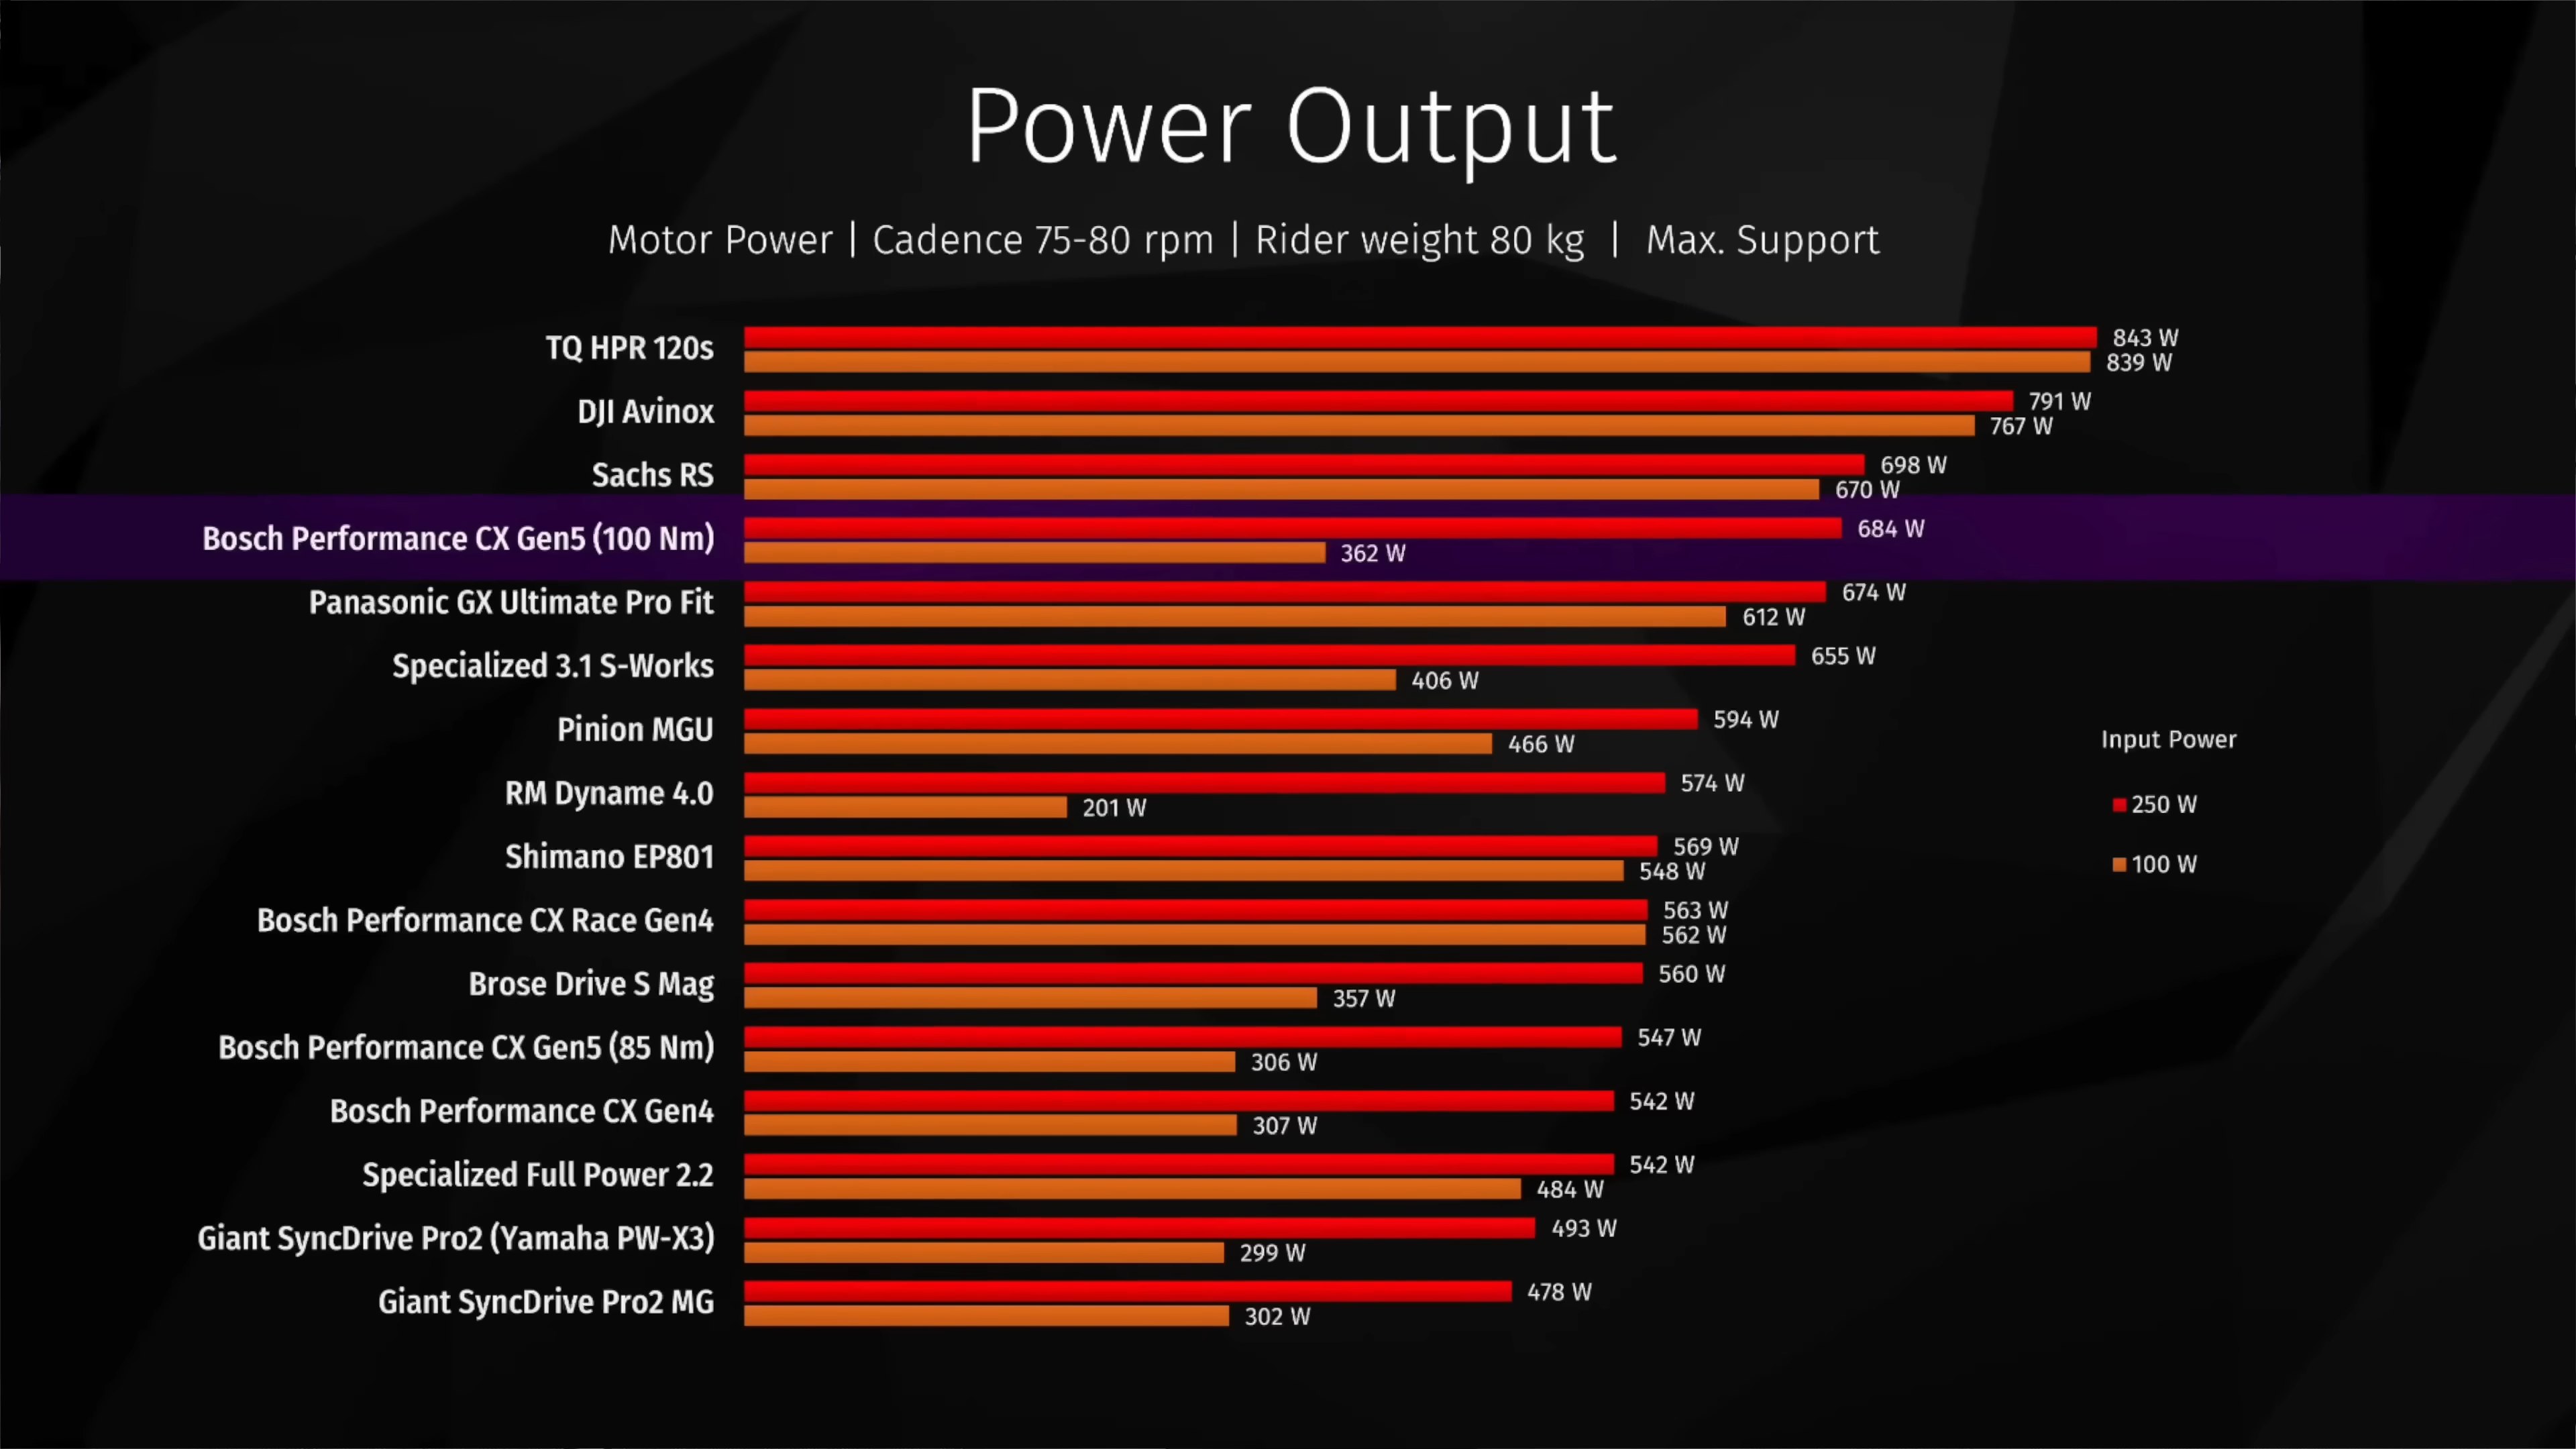 Power Output
Motor Power | Cadence 75-80 rpm | Rider weight 80 kg | Max. Support
TQ HPR 120s
843 W
839 W
DJI Avinox
791 W
767 W
Sachs RS
698 W
670 W
Bosch Performance CX Gen5 (100 Nm)
684 W
362 W
Panasonic GX Ultimate Pro Fit
674 W
612 W
Specialized 3.1 S-Works
655 W
406 W
Pinion MGU
594 W
466 W
RM Dyname 4.0
574 W
201 W
Shimano EP801
569 W
548 W
Bosch Performance CX Race Gen4
563 W
562 W
Brose Drive S Mag
560 W
357 W
Bosch Performance CX Gen5 (85 Nm)
547 W
306 W
Bosch Performance CX Gen4
542 W
307 W
Specialized Full Power 2.2
542 W
484 W
Giant SyncDrive Pro2 (Yamaha PW-X3)
493 W
299 W
Giant SyncDrive Pro2 MG
478 W
302 W
Input Power
250 W
100 W